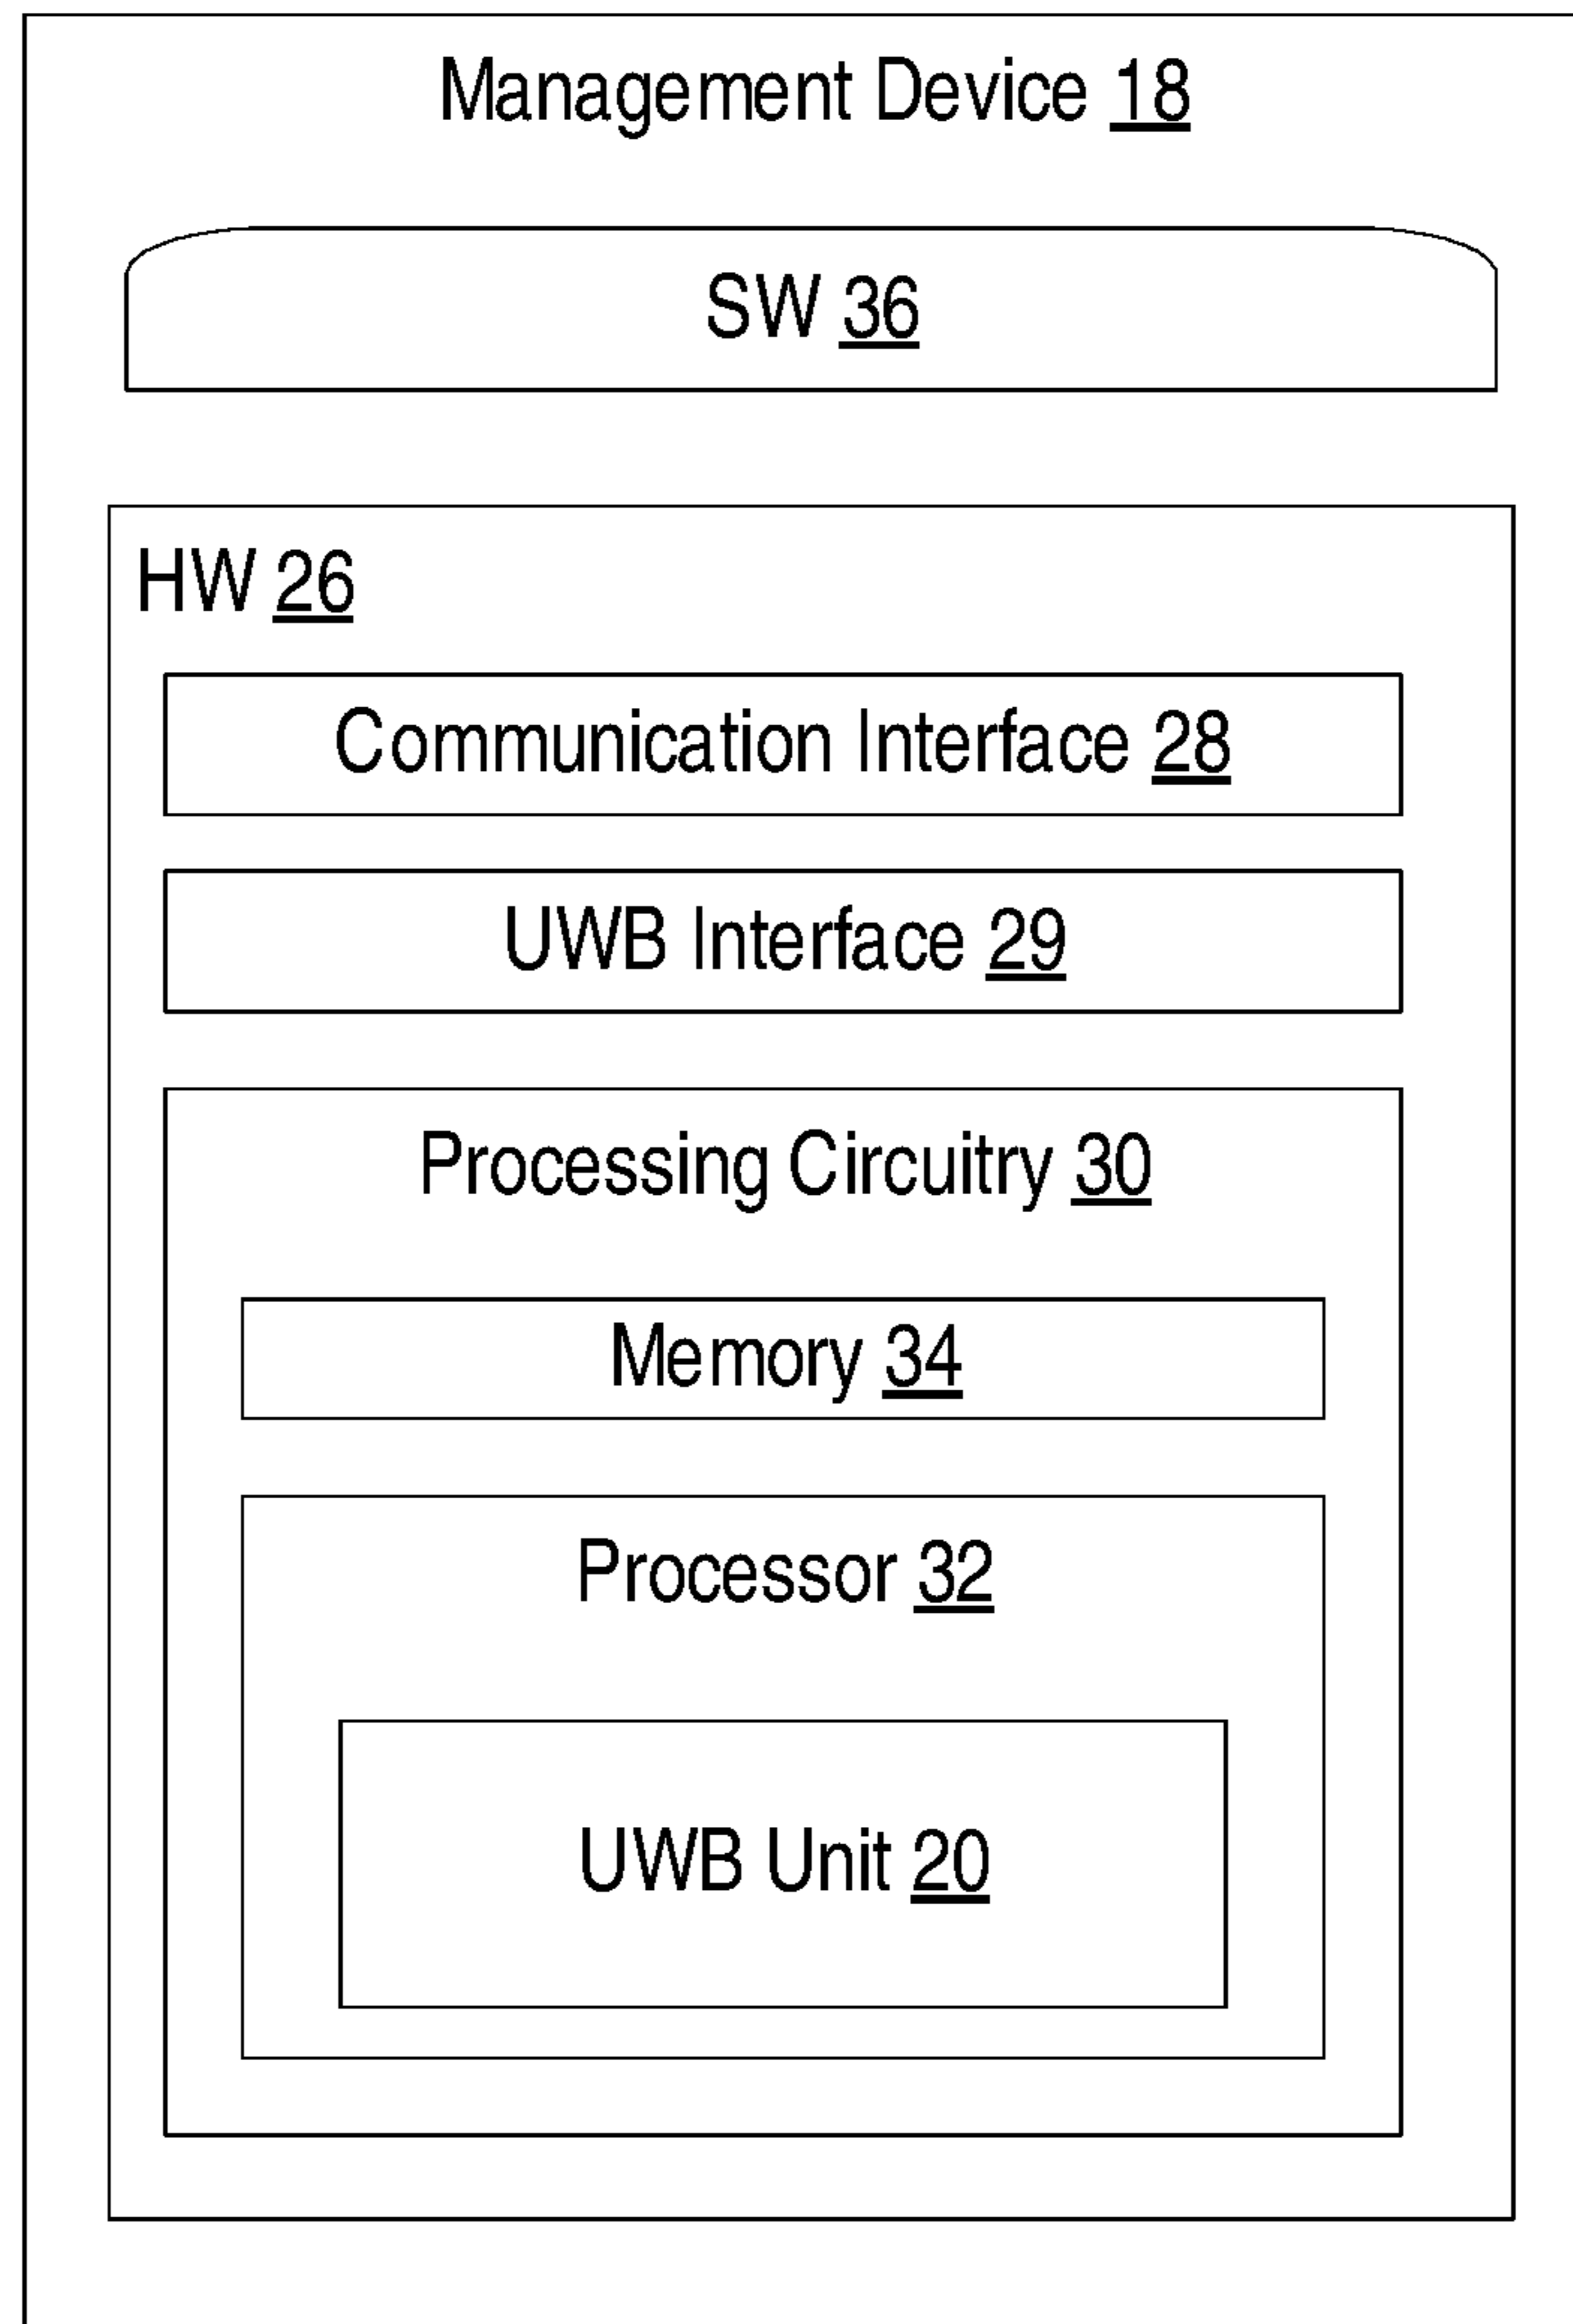 Management Device 18
SW 36
HW 26
Communication Interface 28
UWB Interface 29
Processing Circuitry 30
Memory 34
Processor 32
UWB Unit 20